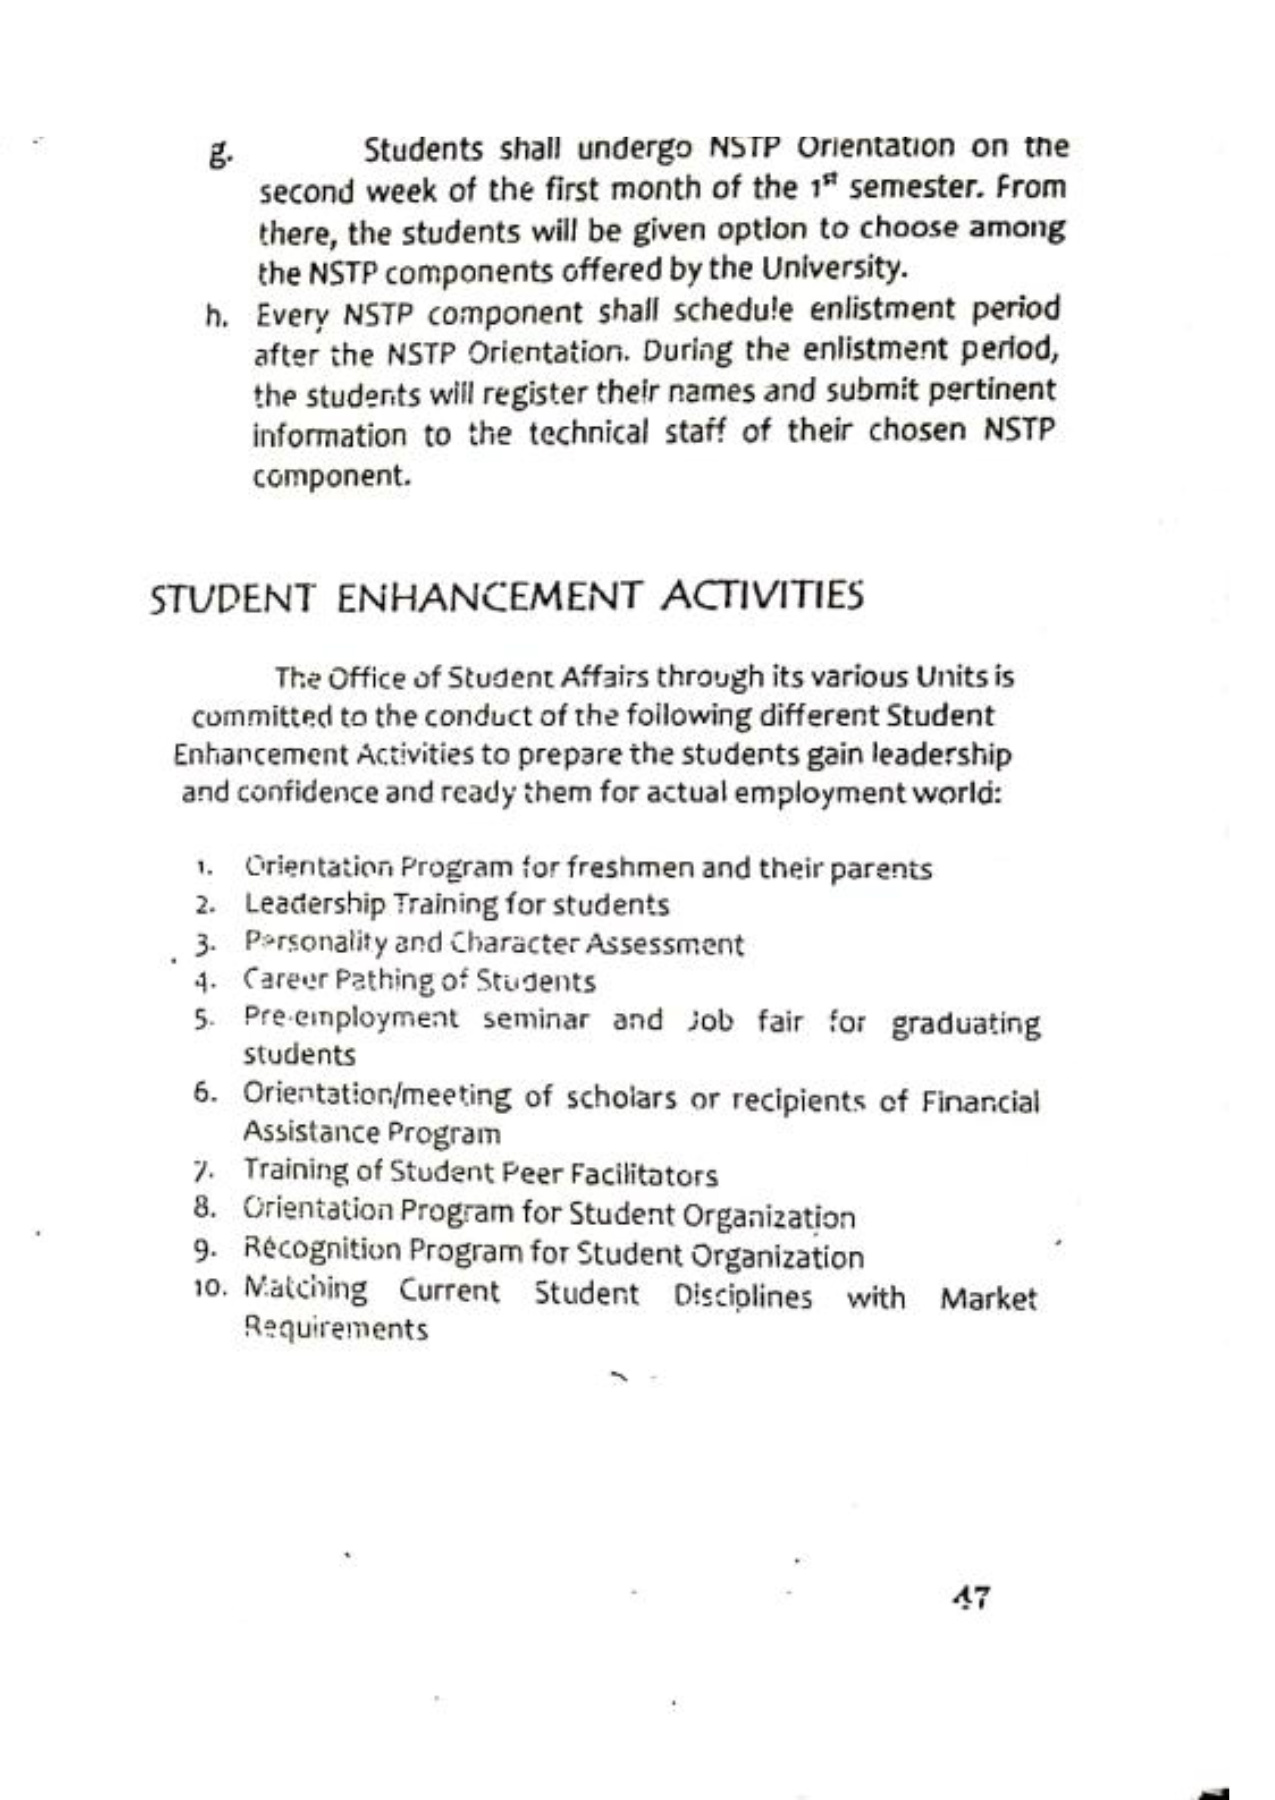 g. Students shall undergo NSTP Orientation on the
second week of the first month of the 1st semester. From
there, the students will be given option to choose among
the NSTP components offered by the University.
h. Every NSTP component shall schedule enlistment period
after the NSTP Orientation. During the enlistment period,
the students will register their names and submit pertinent
information to the technical staff of their chosen NSTP
component.
STUDENT ENHANCEMENT ACTIVITIES
The Office of Student Affairs through its various Units is
committed to the conduct of the following different Student
Enhancement Activities to prepare the students gain leadership
and confidence and ready them for actual employment world:
1. Orientation Program for freshmen and their parents
2. Leadership Training for students
3. Personality and Character Assessment
4. Career Pathing of Students
5. Pre-employment seminar and Job fair for graduating
students
6. Orientation/meeting of scholars or recipients of Financial
Assistance Program
7. Training of Student Peer Facilitators
8. Orientation Program for Student Organization
9. Recognition Program for Student Organization
10. Matching Current Student Disciplines with Market
Requirements
47